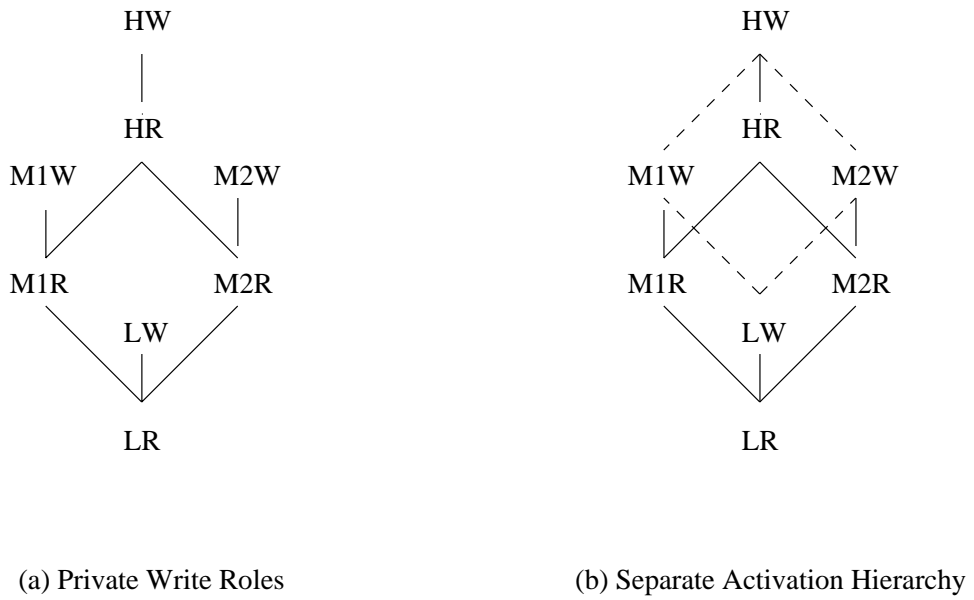 HW HW
HR HR
M1W M2W M1W M2W
M1R M2R M1R M2R
LW LW
LR LR
(a) Private Write Roles (b) Separate Activation Hierarchy